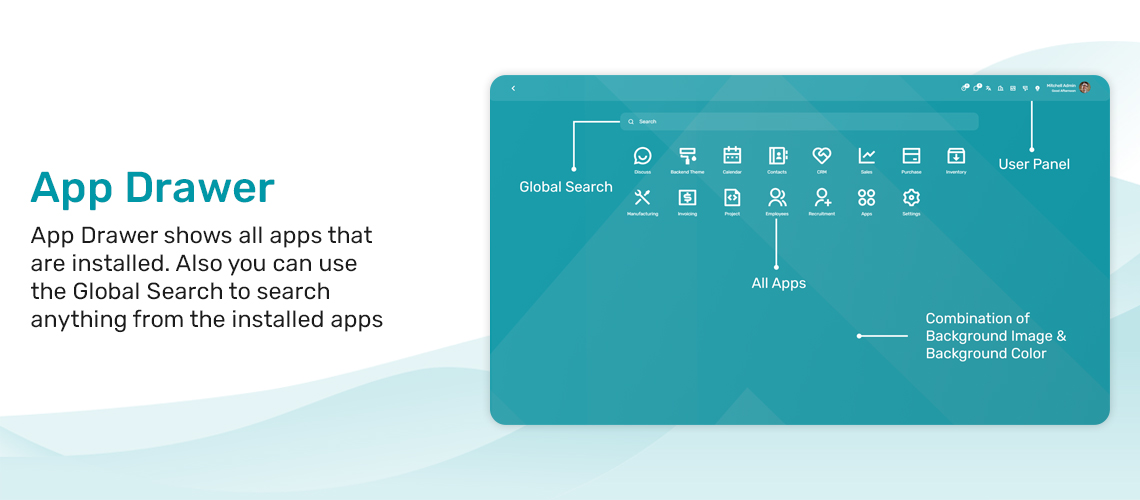 App Drawer
App Drawer shows all apps that
are installed. Also you can use
the Global Search to search
anything from the installed apps
Mitchell Admin
Good Afternoon
Search
Global Search
User Panel
Discuss
Backend Theme
Calendar
Contacts
CRM
Sales
Purchase
Inventory
Manufacturing
Invoicing
Project
Employees
Recruitment
Apps
Settings
All Apps
Combination of
Background Image &
Background Color